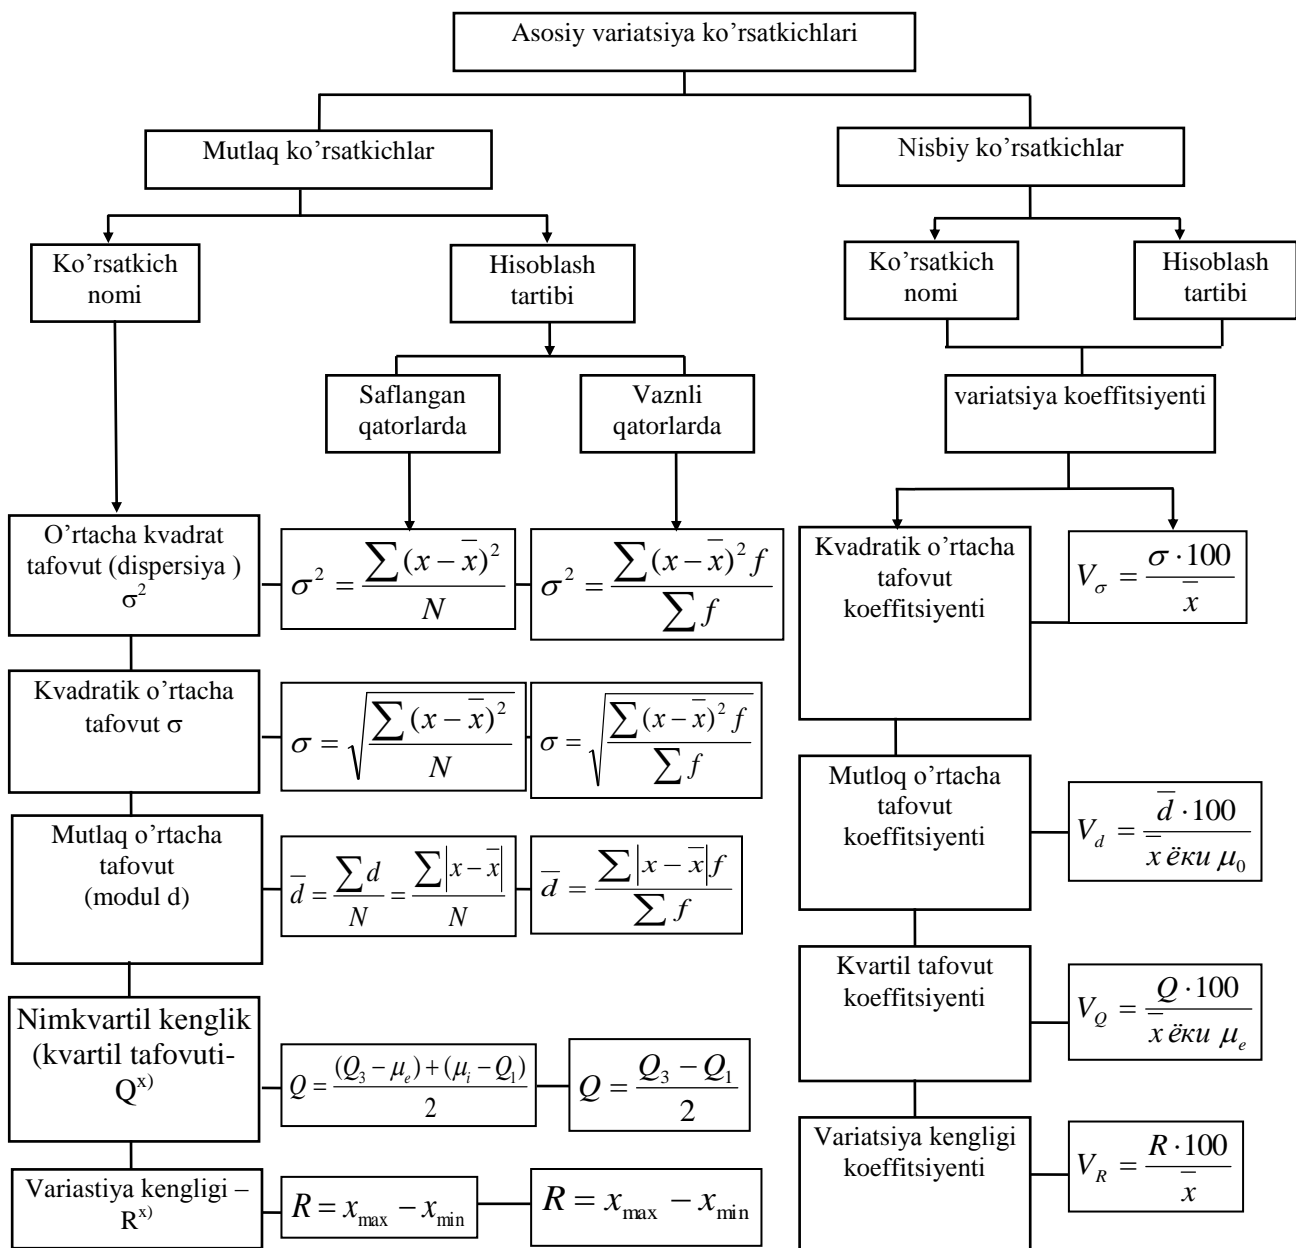 Asosiy variatsiya ko’rsatkichlari
Mutlaq ko’rsatkichlar
Nisbiy ko’rsatkichlar
Ko’rsatkich
nomi
Hisoblash
tartibi
Ko’rsatkich
nomi
Hisoblash
tartibi
Saflangan
qatorlarda
Vaznli
qatorlarda
variatsiya koeffitsiyenti
O’rtacha kvadrat
tafovut (dispersiya )
σ²
σ² = ∑(x − x̅)² / N
σ² = ∑(x − x̅)² f / ∑ f
Kvadratik o’rtacha
tafovut
koeffitsiyenti
V_σ = σ · 100 / x̅
Kvadratik o’rtacha
tafovut σ
σ = √(∑(x − x̅)² / N)
σ = √(∑(x − x̅)² f / ∑ f)
Mutloq o’rtacha
tafovut
koeffitsiyenti
V_d = d̅ · 100 / x̅ ёки μ₀
Mutlaq o’rtacha
tafovut
(modul d)
d̅ = ∑ d / N = ∑|x − x̅| / N
d̅ = ∑|x − x̅| f / ∑ f
Kvartil tafovut
koeffitsiyenti
V_Q = Q · 100 / x̅ ёки μ_e
Nimkvartil kenglik
(kvartil tafovuti-
Qˣ⁾
Q = (Q₃ − μ_e) + (μ_i − Q₁) / 2
Q = Q₃ − Q₁ / 2
Variatsiya kengligi
koeffitsiyenti
V_R = R · 100 / x̅
Variastiya kengligi –
Rˣ⁾
R = x_max − x_min
R = x_max − x_min